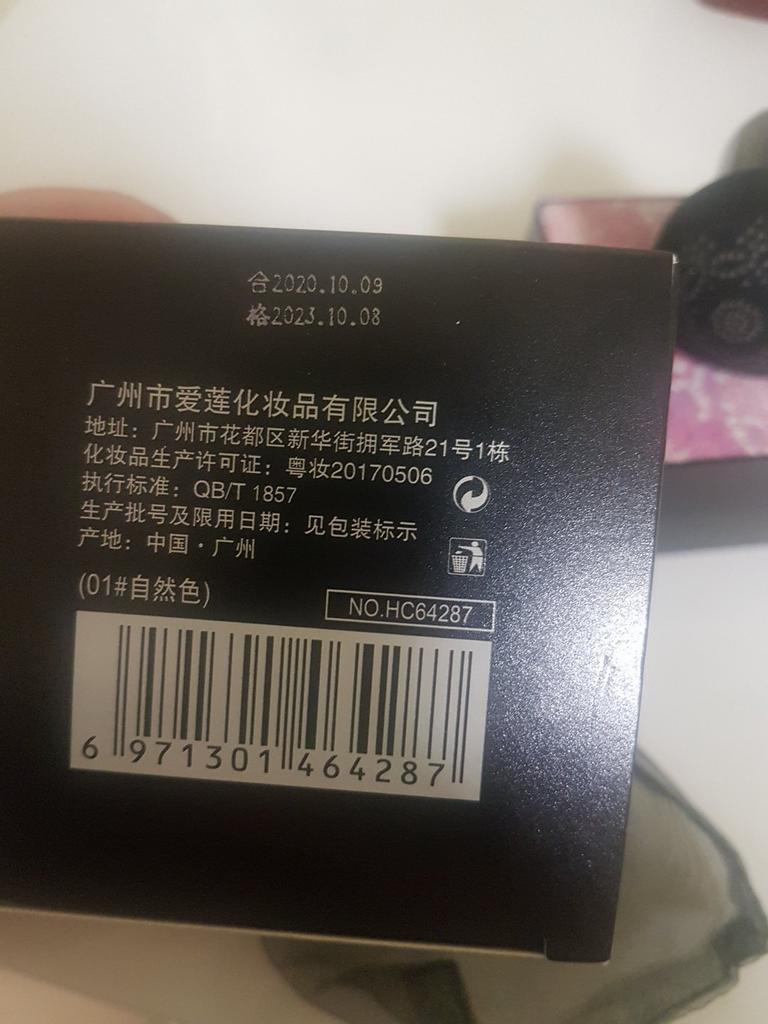 合2020.10.09
格2023.10.08
广州市爱莲化妆品有限公司
地址：广州市花都区新华街拥军路21号1栋
化妆品生产许可证：粤妆20170506
执行标准：QB/T 1857
生产批号及限用日期：见包装标示
产地：中国·广州
(01#自然色)
NO.HC64287
6 971301 464287